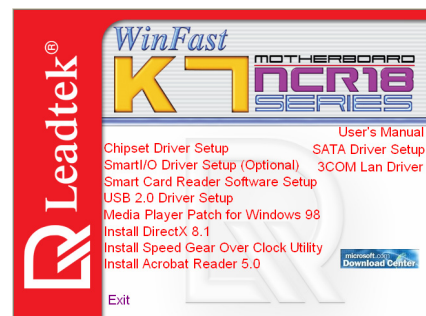 Leadtek®
WinFast
K7
MOTHERBOARD
NCR18
SERIES
User's Manual
Chipset Driver Setup
SATA Driver Setup
SmartI/O Driver Setup (Optional)
3COM Lan Driver
Smart Card Reader Software Setup
USB 2.0 Driver Setup
Media Player Patch for Windows 98
Install DirectX 8.1
Install Speed Gear Over Clock Utility
Install Acrobat Reader 5.0
microsoft.com
Download Center
Exit